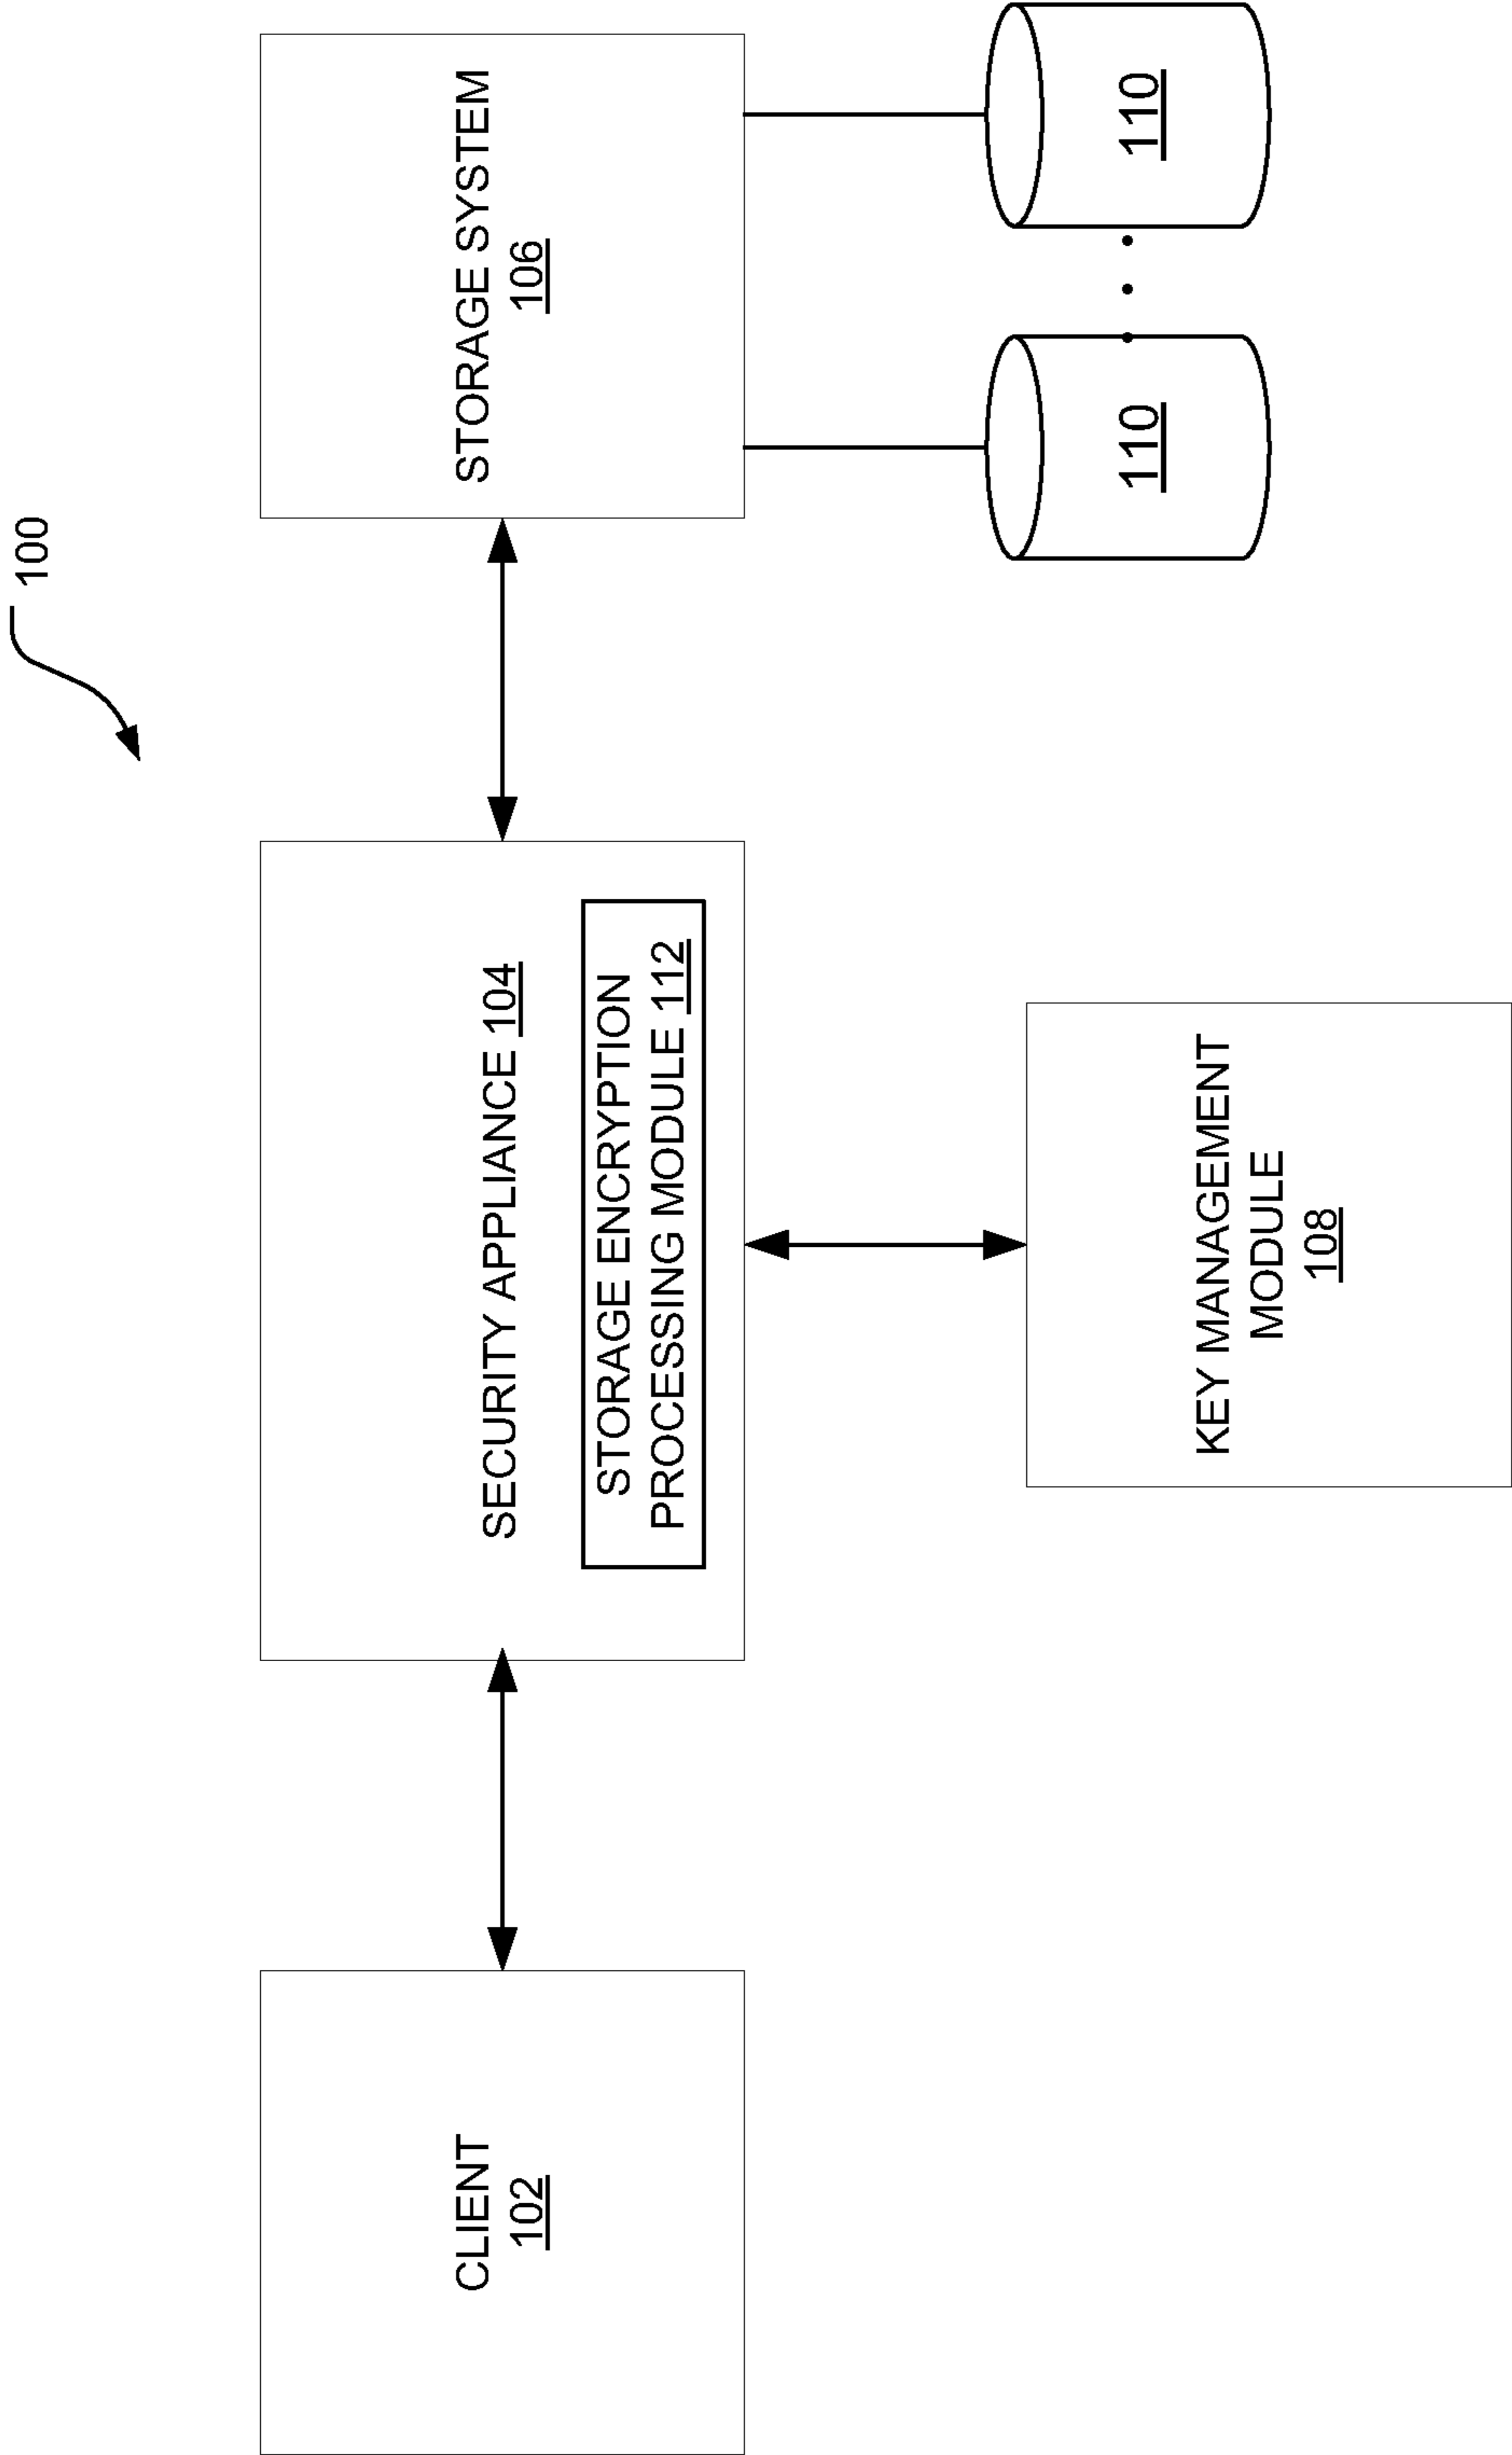 100
CLIENT
102
SECURITY APPLIANCE 104
STORAGE ENCRYPTION
PROCESSING MODULE 112
STORAGE SYSTEM
106
KEY MANAGEMENT
MODULE
108
110
110